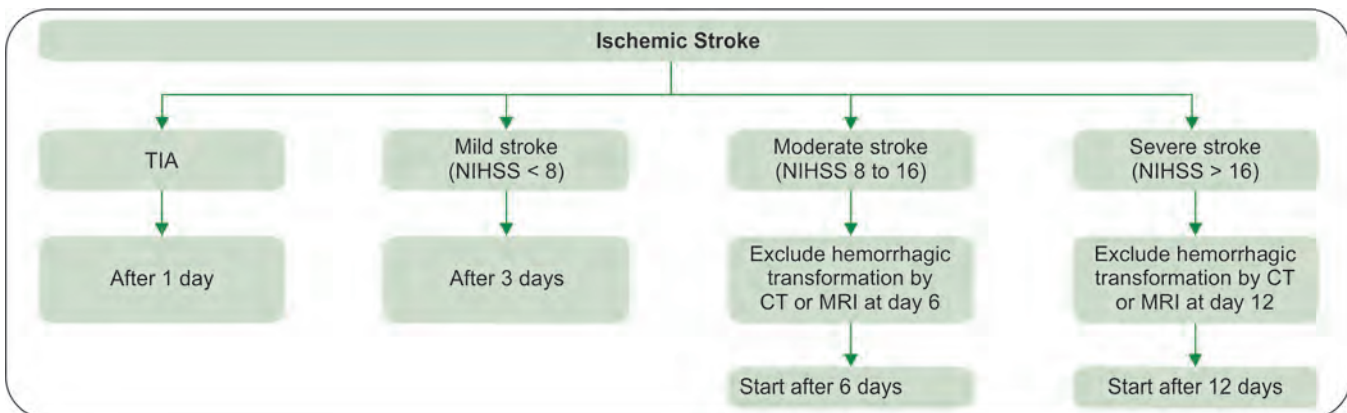 Ischemic Stroke
TIA
Mild stroke
(NIHSS < 8)
Moderate stroke
(NIHSS 8 to 16)
Severe stroke
(NIHSS > 16)
After 1 day
After 3 days
Exclude hemorrhagic
transformation by
CT or MRI at day 6
Exclude hemorrhagic
transformation by CT
or MRI at day 12
Start after 6 days
Start after 12 days